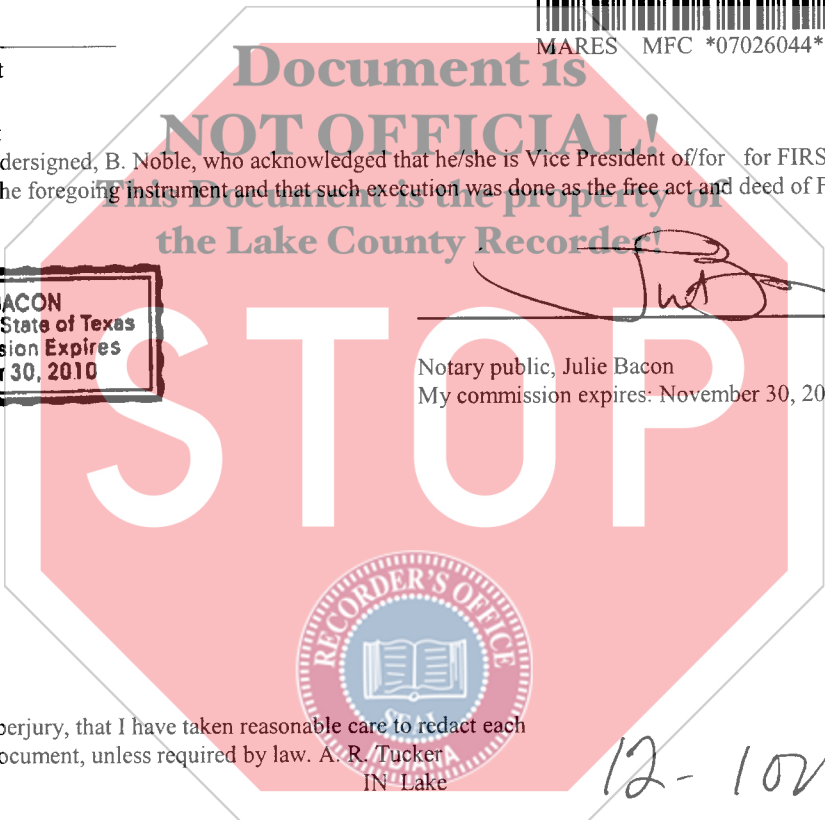 MARES MFC *07026044*
Document is
t
NOT OFFICIAL!
dersigned, B. Noble, who acknowledged that he/she is Vice President of/for for FIRS
he foregoing instrument and that such execution was done as the free act and deed of F
This Document is the property of
the Lake County Recorder!
ACON
State of Texas
sion Expires
r 30, 2010
STOP
Notary public, Julie Bacon
My commission expires: November 30, 20
RECORDER'S OFFICE
SEAL
INDIANA
perjury, that I have taken reasonable care to redact each
ocument, unless required by law. A. R. Tucker
IN Lake
12-